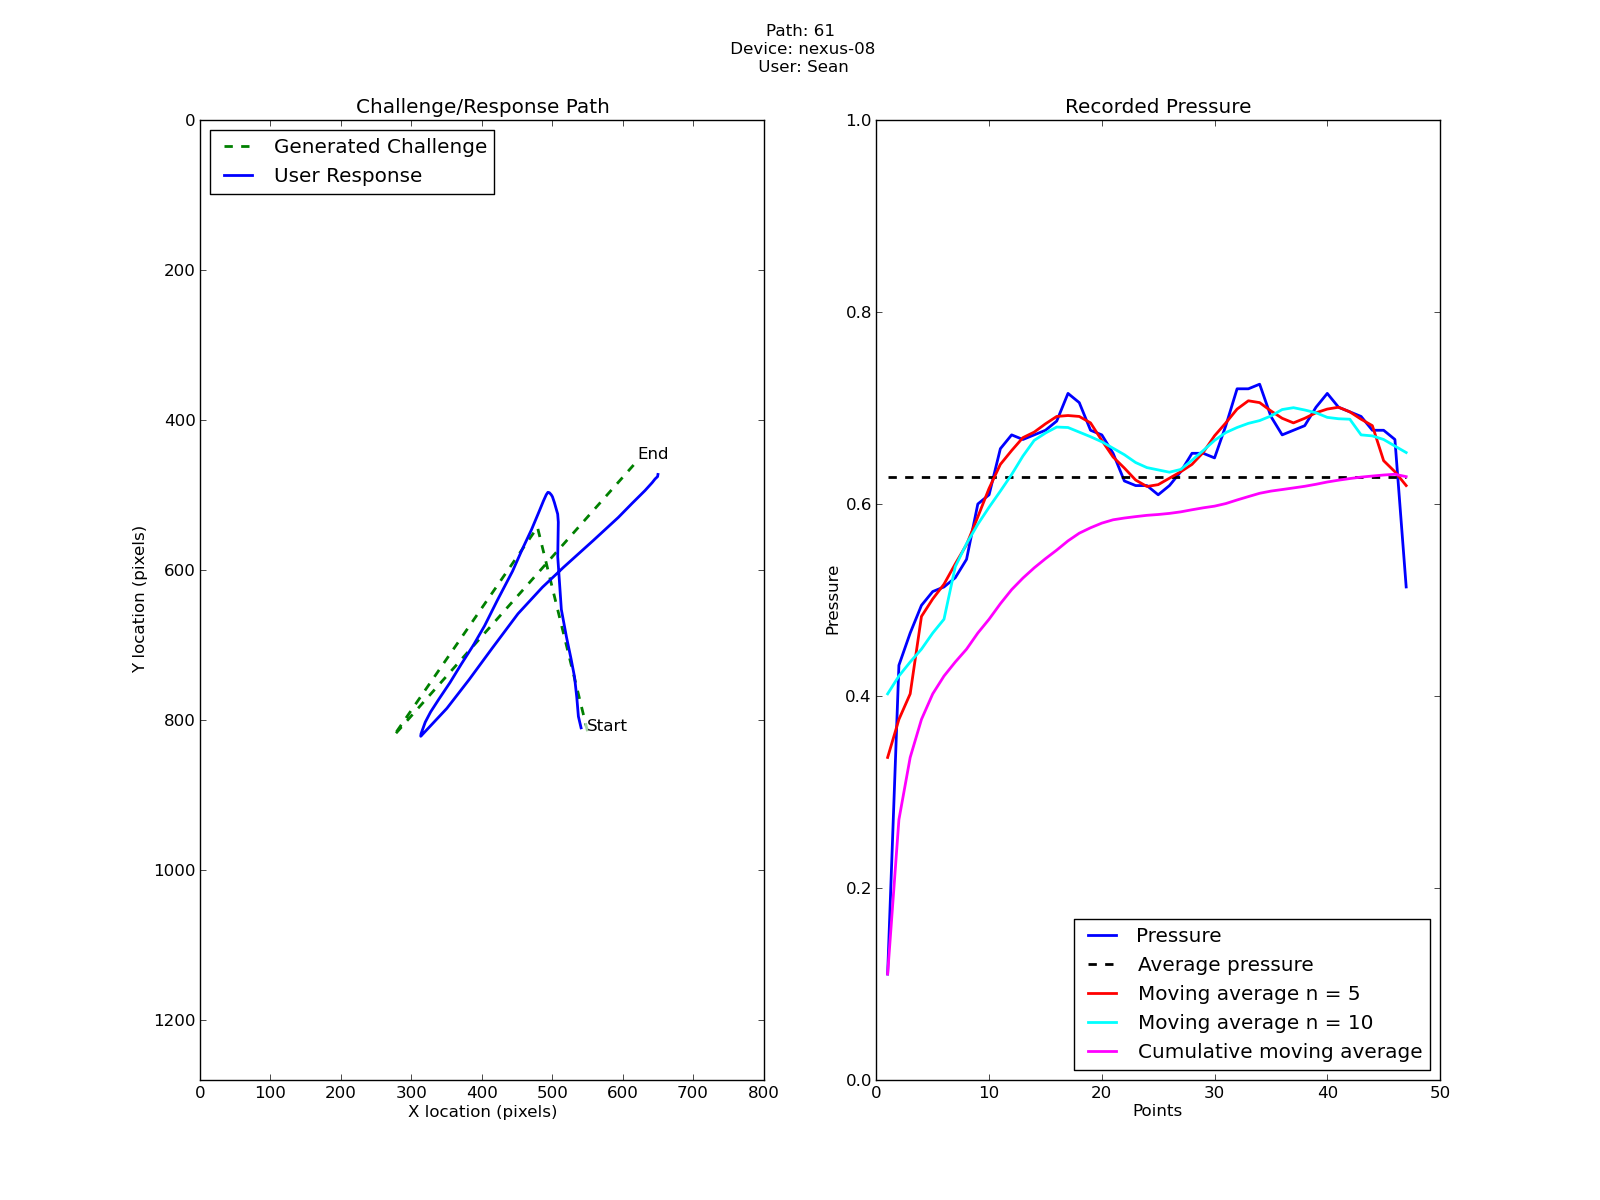 Path: 61
Device: nexus-08
User: Sean
Challenge/Response Path
Generated Challenge
User Response
0
200
400
600
800
1000
1200
Y location (pixels)
End
Start
0 100 200 300 400 500 600 700 800
X location (pixels)
Recorded Pressure
1.0
0.8
0.6
0.4
0.2
0.0
Pressure
Pressure
Average pressure
Moving average n = 5
Moving average n = 10
Cumulative moving average
0 10 20 30 40 50
Points